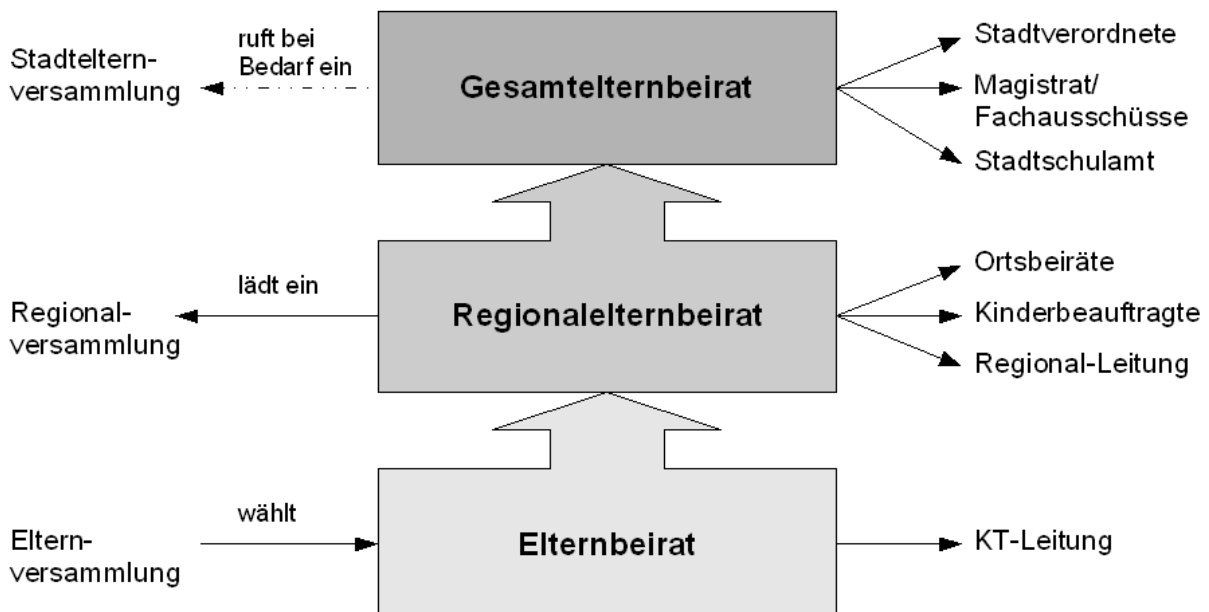 Stadteltern-
versammlung
ruft bei
Bedarf ein
Gesamtelternbeirat
Stadtverordnete
Magistrat/
Fachausschüsse
Stadtschulamt
Regional-
versammlung
lädt ein
Regionalelternbeirat
Ortsbeiräte
Kinderbeauftragte
Regional-Leitung
Eltern-
versammlung
wählt
Elternbeirat
KT-Leitung